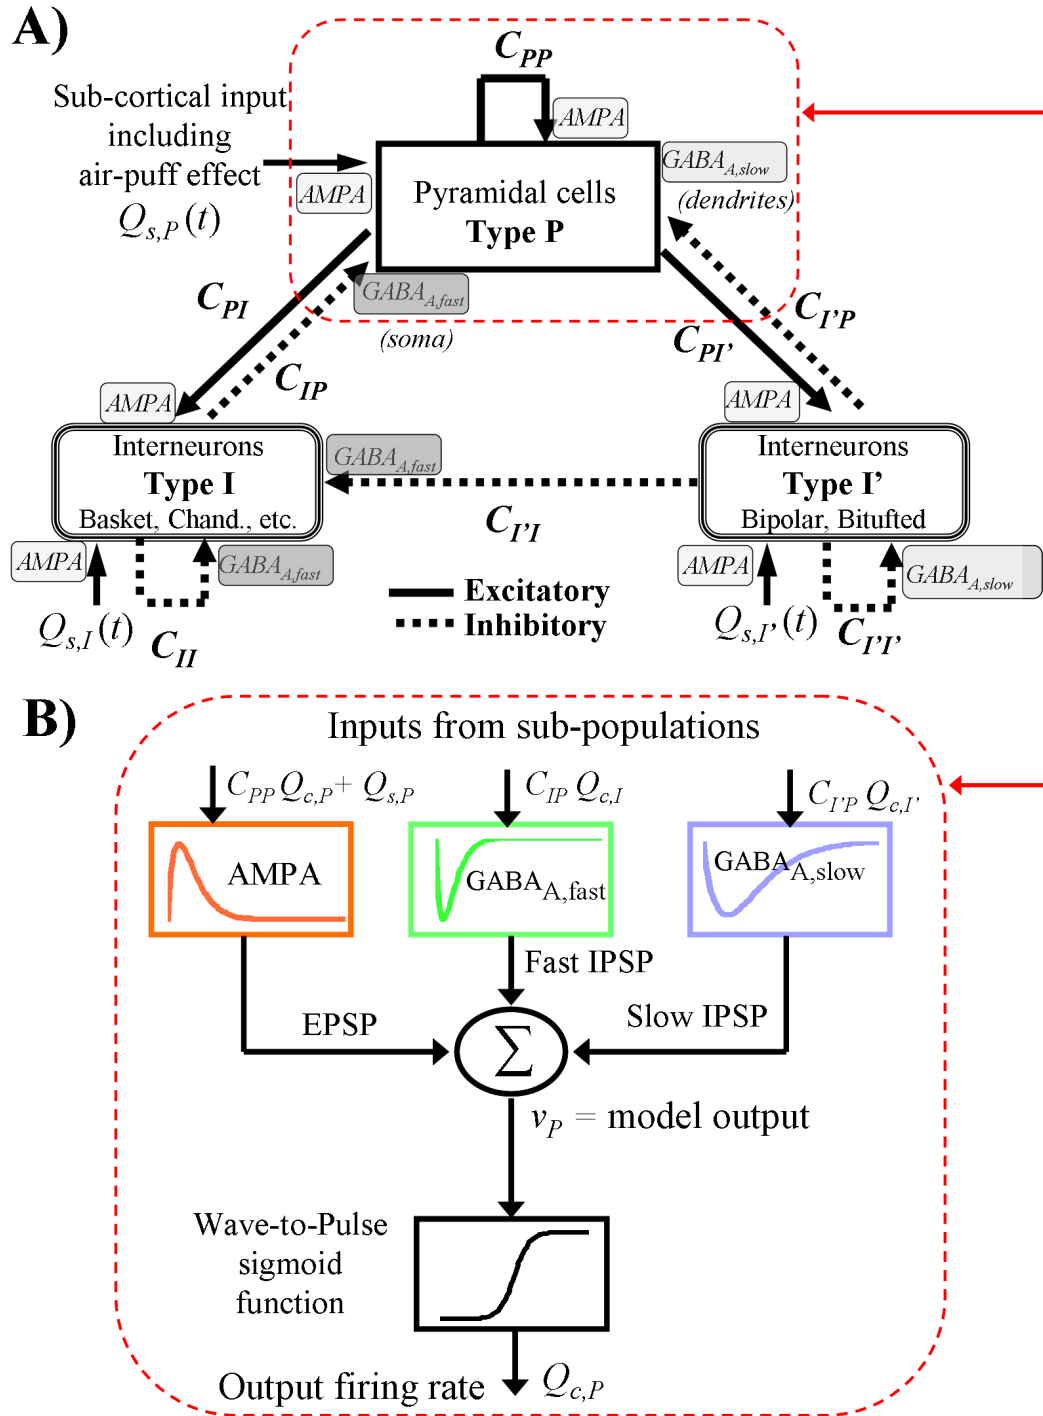 A)
C_PP
Sub-cortical input
including
air-puff effect
Q_s,P (t)
AMPA
AMPA
GABA_A,slow
(dendrites)
Pyramidal cells
Type P
GABA_A,fast
(soma)
C_PI
C_IP
C_I'P
C_PI'
AMPA
AMPA
Interneurons
Type I
Basket, Chand., etc.
GABA_A,fast
C_I'I
Interneurons
Type I'
Bipolar, Bitufted
AMPA
GABA_A,fast
AMPA
GABA_A,slow
Q_s,I (t)
C_II
Excitatory
Inhibitory
Q_s,I' (t)
C_I'I'
B)
Inputs from sub-populations
C_PP Q_c,P + Q_s,P
C_IP Q_c,I
C_I'P Q_c,I'
AMPA
GABA_A,fast
GABA_A,slow
EPSP
Fast IPSP
Slow IPSP
Σ
v_P = model output
Wave-to-Pulse
sigmoid
function
Output firing rate
Q_c,P